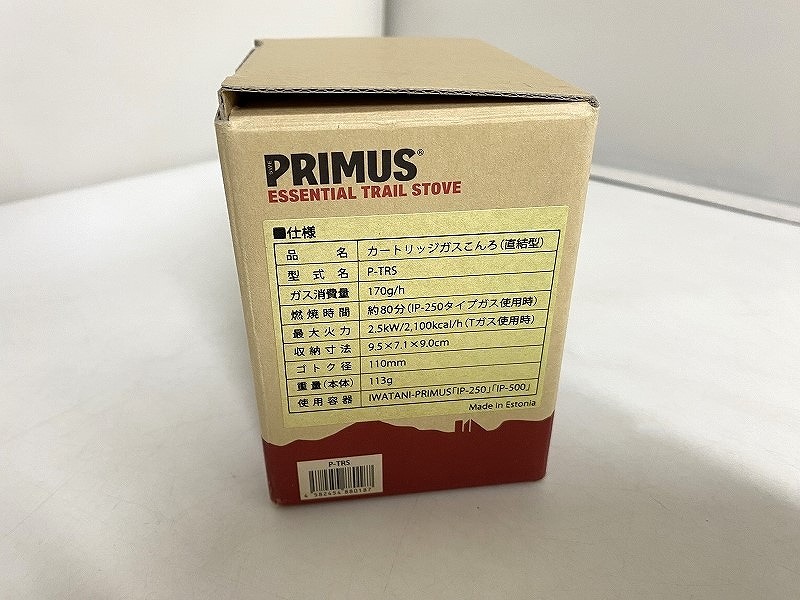 PRIMUS®
ESSENTIAL TRAIL STOVE
■仕様
品名 カートリッジガスこんろ(直結型)
型式名 P-TRS
ガス消費量 170g/h
燃焼時間 約80分(IP-250タイプガス使用時)
最大火力 2.5kW/2,100kcal/h(Tガス使用時)
収納寸法 9.5×7.1×9.0cm
ゴトク径 110mm
重量(本体) 113g
使用容器 IWATANI-PRIMUS「IP-250」「IP-500」
Made In Estonia
P-TRS
4 582454 880187